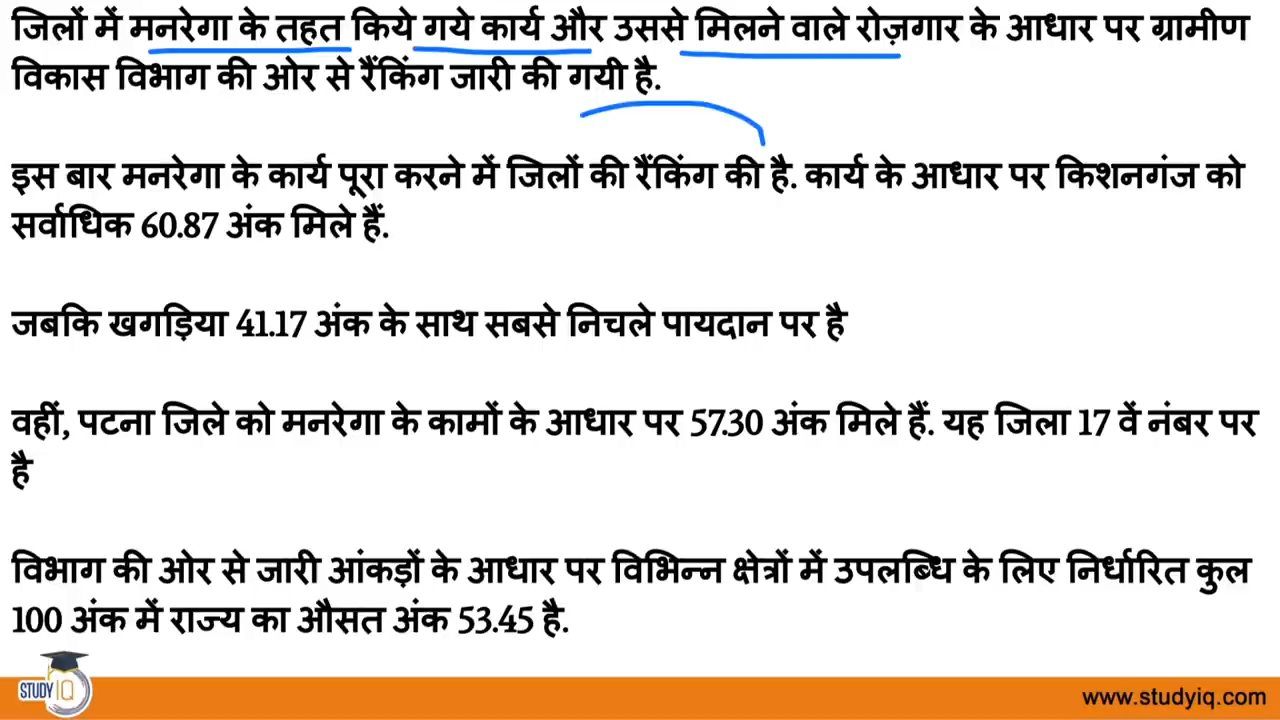 जिलों में मनरेगा के तहत किये गये कार्य और उससे मिलने वाले रोज़गार के आधार पर ग्रामीण
विकास विभाग की ओर से रैंकिंग जारी की गयी है.
इस बार मनरेगा के कार्य पूरा करने में जिलों की रैंकिंग की है. कार्य के आधार पर किशनगंज को
सर्वाधिक 60.87 अंक मिले हैं.
जबकि खगड़िया 41.17 अंक के साथ सबसे निचले पायदान पर है
वहीं, पटना जिले को मनरेगा के कामों के आधार पर 57.30 अंक मिले हैं. यह जिला 17 वें नंबर पर
है
विभाग की ओर से जारी आंकड़ों के आधार पर विभिन्न क्षेत्रों में उपलब्धि के लिए निर्धारित कुल
100 अंक में राज्य का औसत अंक 53.45 है.
STUDY IQ
www.studyiq.com